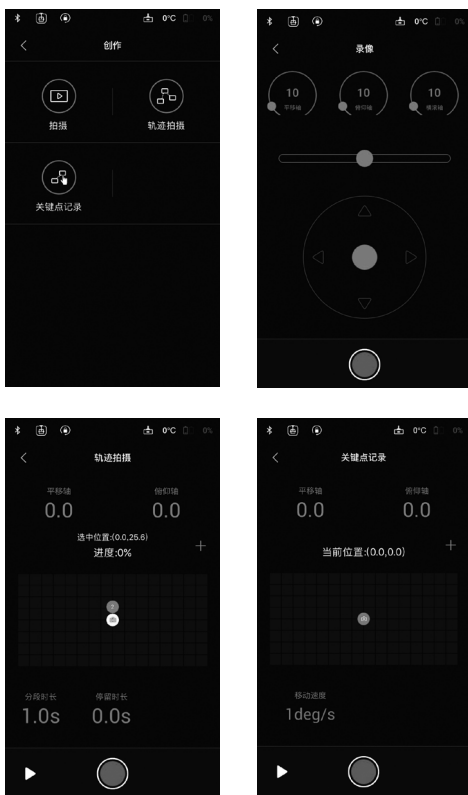 0°C 0%
创作
拍摄
轨迹拍摄
关键点记录
0°C 0%
录像
10 10 10
平移轴 俯仰轴 横滚轴
0°C 0%
轨迹拍摄
平移轴 俯仰轴
0.0 0.0
选中位置:(0.0,25.6)
进度:0%
分段时长 停留时长
1.0s 0.0s
0°C 0%
关键点记录
平移轴 俯仰轴
0.0 0.0
当前位置:(0.0,0.0)
移动速度
1deg/s